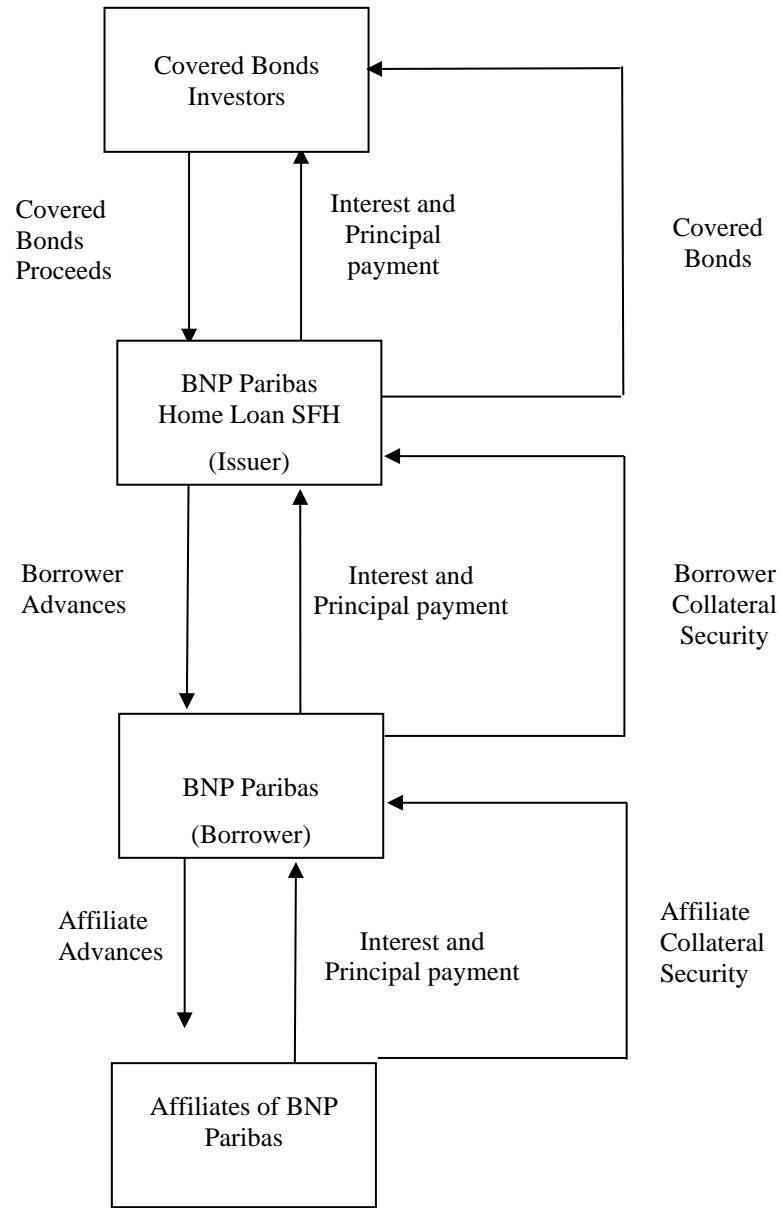 Covered Bonds
Investors
Covered
Bonds
Proceeds
Interest and
Principal
payment
Covered
Bonds
BNP Paribas
Home Loan SFH
(Issuer)
Borrower
Advances
Interest and
Principal payment
Borrower
Collateral
Security
BNP Paribas
(Borrower)
Affiliate
Advances
Interest and
Principal payment
Affiliate
Collateral
Security
Affiliates of BNP
Paribas